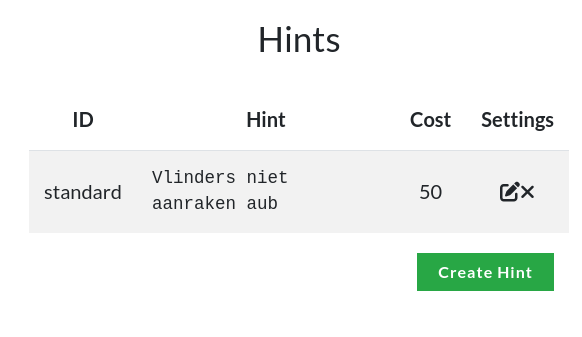 Hints
ID Hint Cost Settings
Vlinders niet
standard 50
aanraken aub
Create Hint